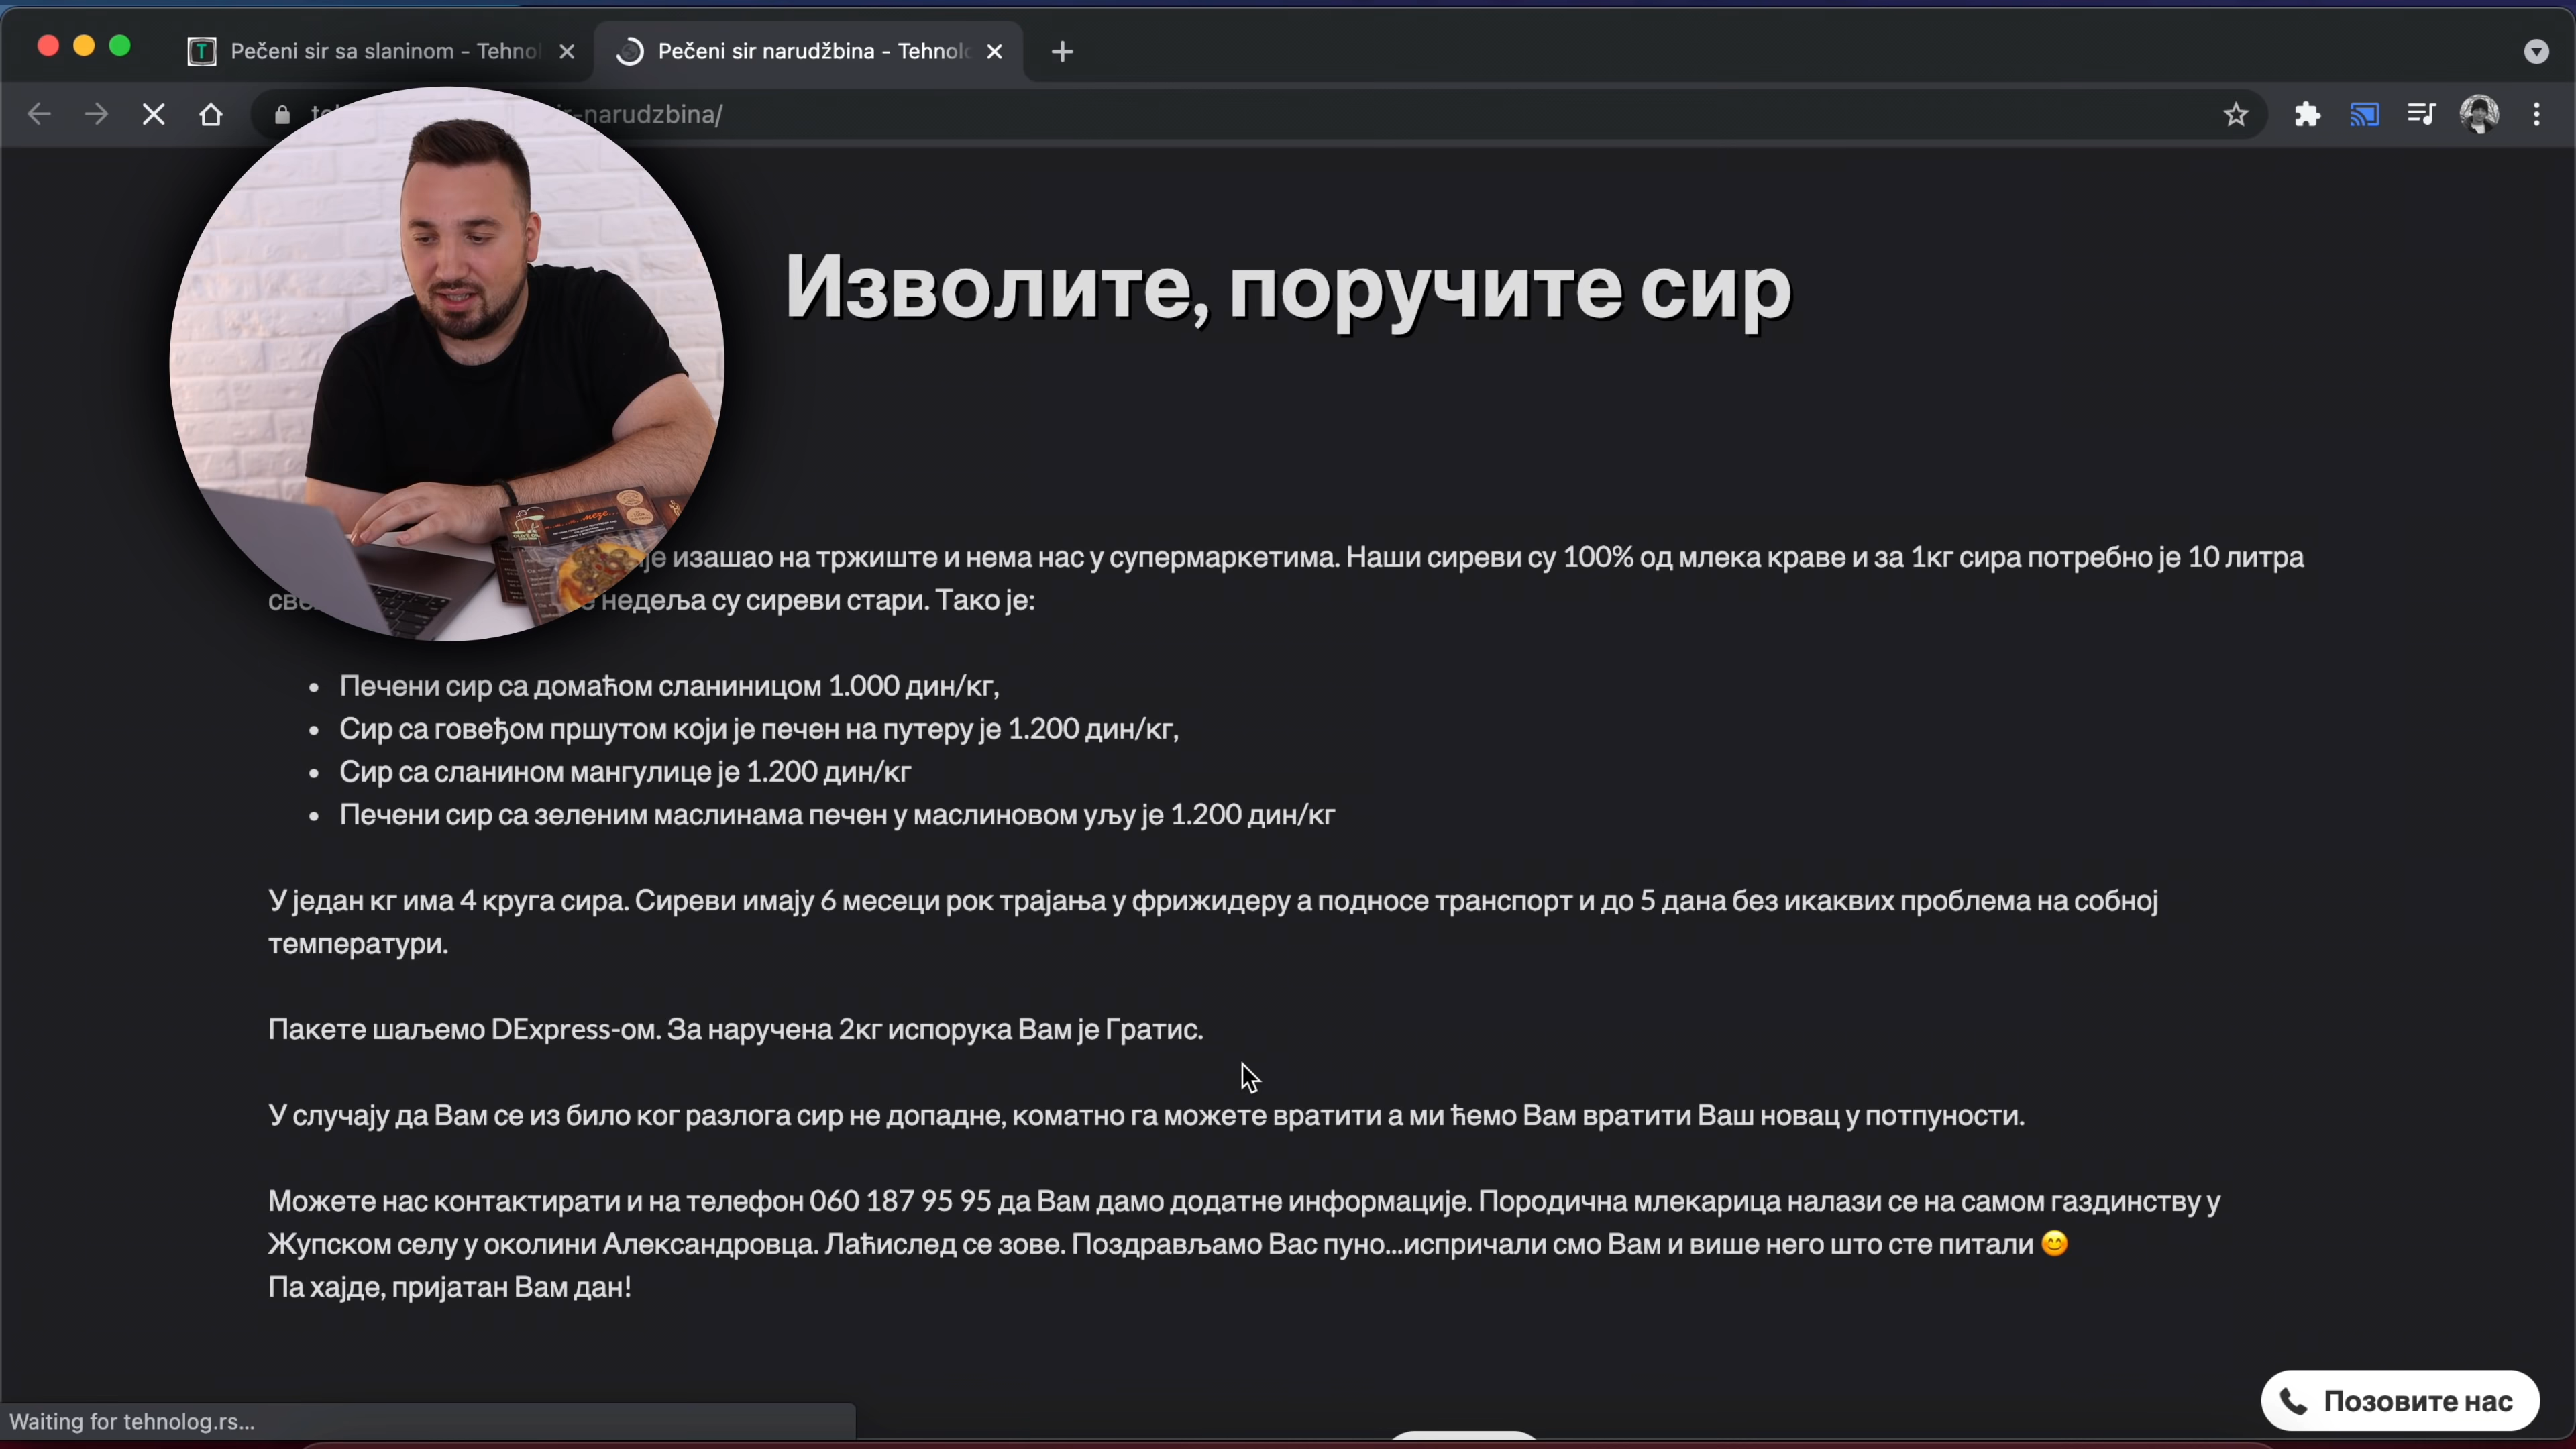 Pečeni sir sa slaninom - Tehnol
Pečeni sir narudžbina - Tehnolo
-narudzbina/
Изволите, поручите сир
је изашао на тржиште и нема нас у супермаркетима. Наши сиреви су 100% од млека краве и за 1кг сира потребно је 10 литра
недеља су сиреви стари. Тако је:
Печени сир са домаћом сланиницом 1.000 дин/кг,
Сир са говеђом пршутом који је печен на путеру је 1.200 дин/кг,
Сир са сланином мангулице је 1.200 дин/кг
Печени сир са зеленим маслинама печен у маслиновом уљу је 1.200 дин/кг
У један кг има 4 круга сира. Сиреви имају 6 месеци рок трајања у фрижидеру а подносе транспорт и до 5 дана без икаквих проблема на собној
температури.
Пакете шаљемо DExpress-ом. За наручена 2кг испорука Вам је Гратис.
У случају да Вам се из било ког разлога сир не допадне, коматно га можете вратити а ми ћемо Вам вратити Ваш новац у потпуности.
Можете нас контактирати и на телефон 060 187 95 95 да Вам дамо додатне информације. Породична млекарица налази се на самом газдинству у
Жупском селу у околини Александровца. Лаћислед се зове. Поздрављамо Вас пуно...испричали смо Вам и више него што сте питали 😊
Па хајде, пријатан Вам дан!
Позовите нас
Waiting for tehnolog.rs...